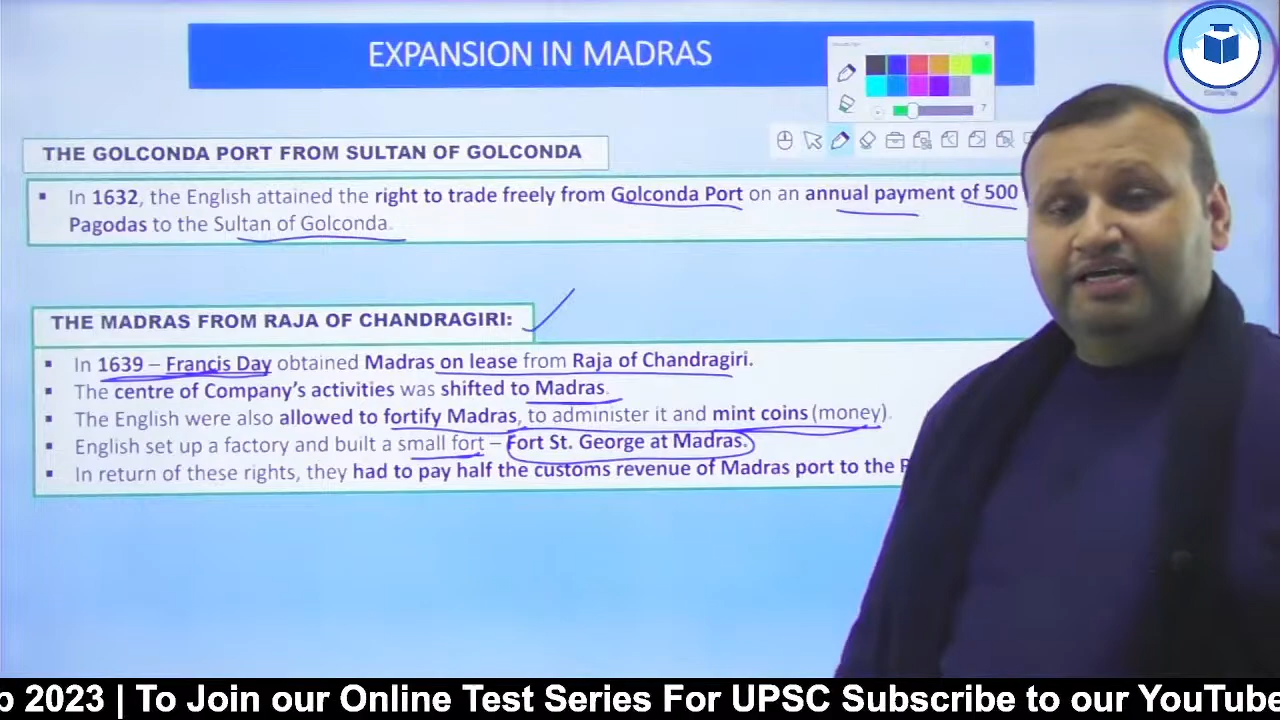 EXPANSION IN MADRAS
7
THE GOLCONDA PORT FROM SULTAN OF GOLCONDA
▪ In 1632, the English attained the right to trade freely from Golconda Port on an annual payment of 500
Pagodas to the Sultan of Golconda.
THE MADRAS FROM RAJA OF CHANDRAGIRI:
▪ In 1639 – Francis Day obtained Madras on lease from Raja of Chandragiri.
▪ The centre of Company's activities was shifted to Madras.
▪ The English were also allowed to fortify Madras, to administer it and mint coins (money).
▪ English set up a factory and built a small fort – Fort St. George at Madras.
▪ In return of these rights, they had to pay half the customs revenue of Madras port to the
2023 | To Join our Online Test Series For UPSC Subscribe to our YouTube